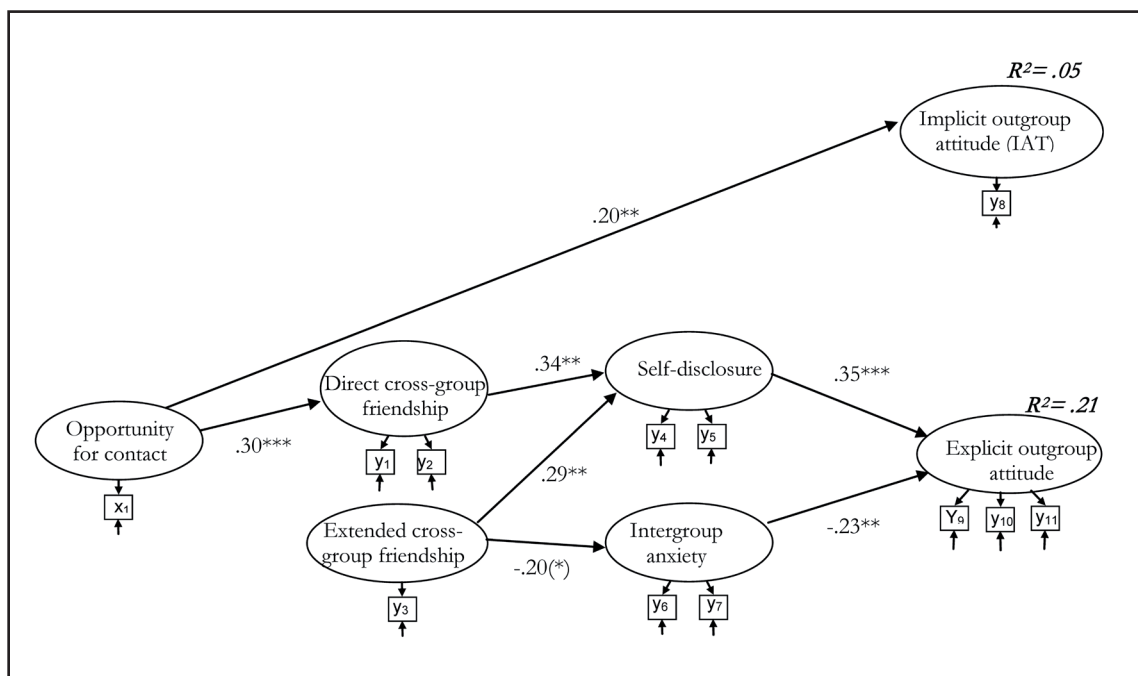 R²= .05
Implicit outgroup
attitude (IAT)
y₈
.20**
Direct cross-group
friendship
y₁
y₂
.34**
Self-disclosure
y₄
y₅
.35***
R²= .21
Opportunity
for contact
x₁
.30***
.29**
Explicit outgroup
attitude
Y₉
y₁₀
y₁₁
Extended cross-
group friendship
y₃
-.20(*)
Intergroup
anxiety
y₆
y₇
-.23**